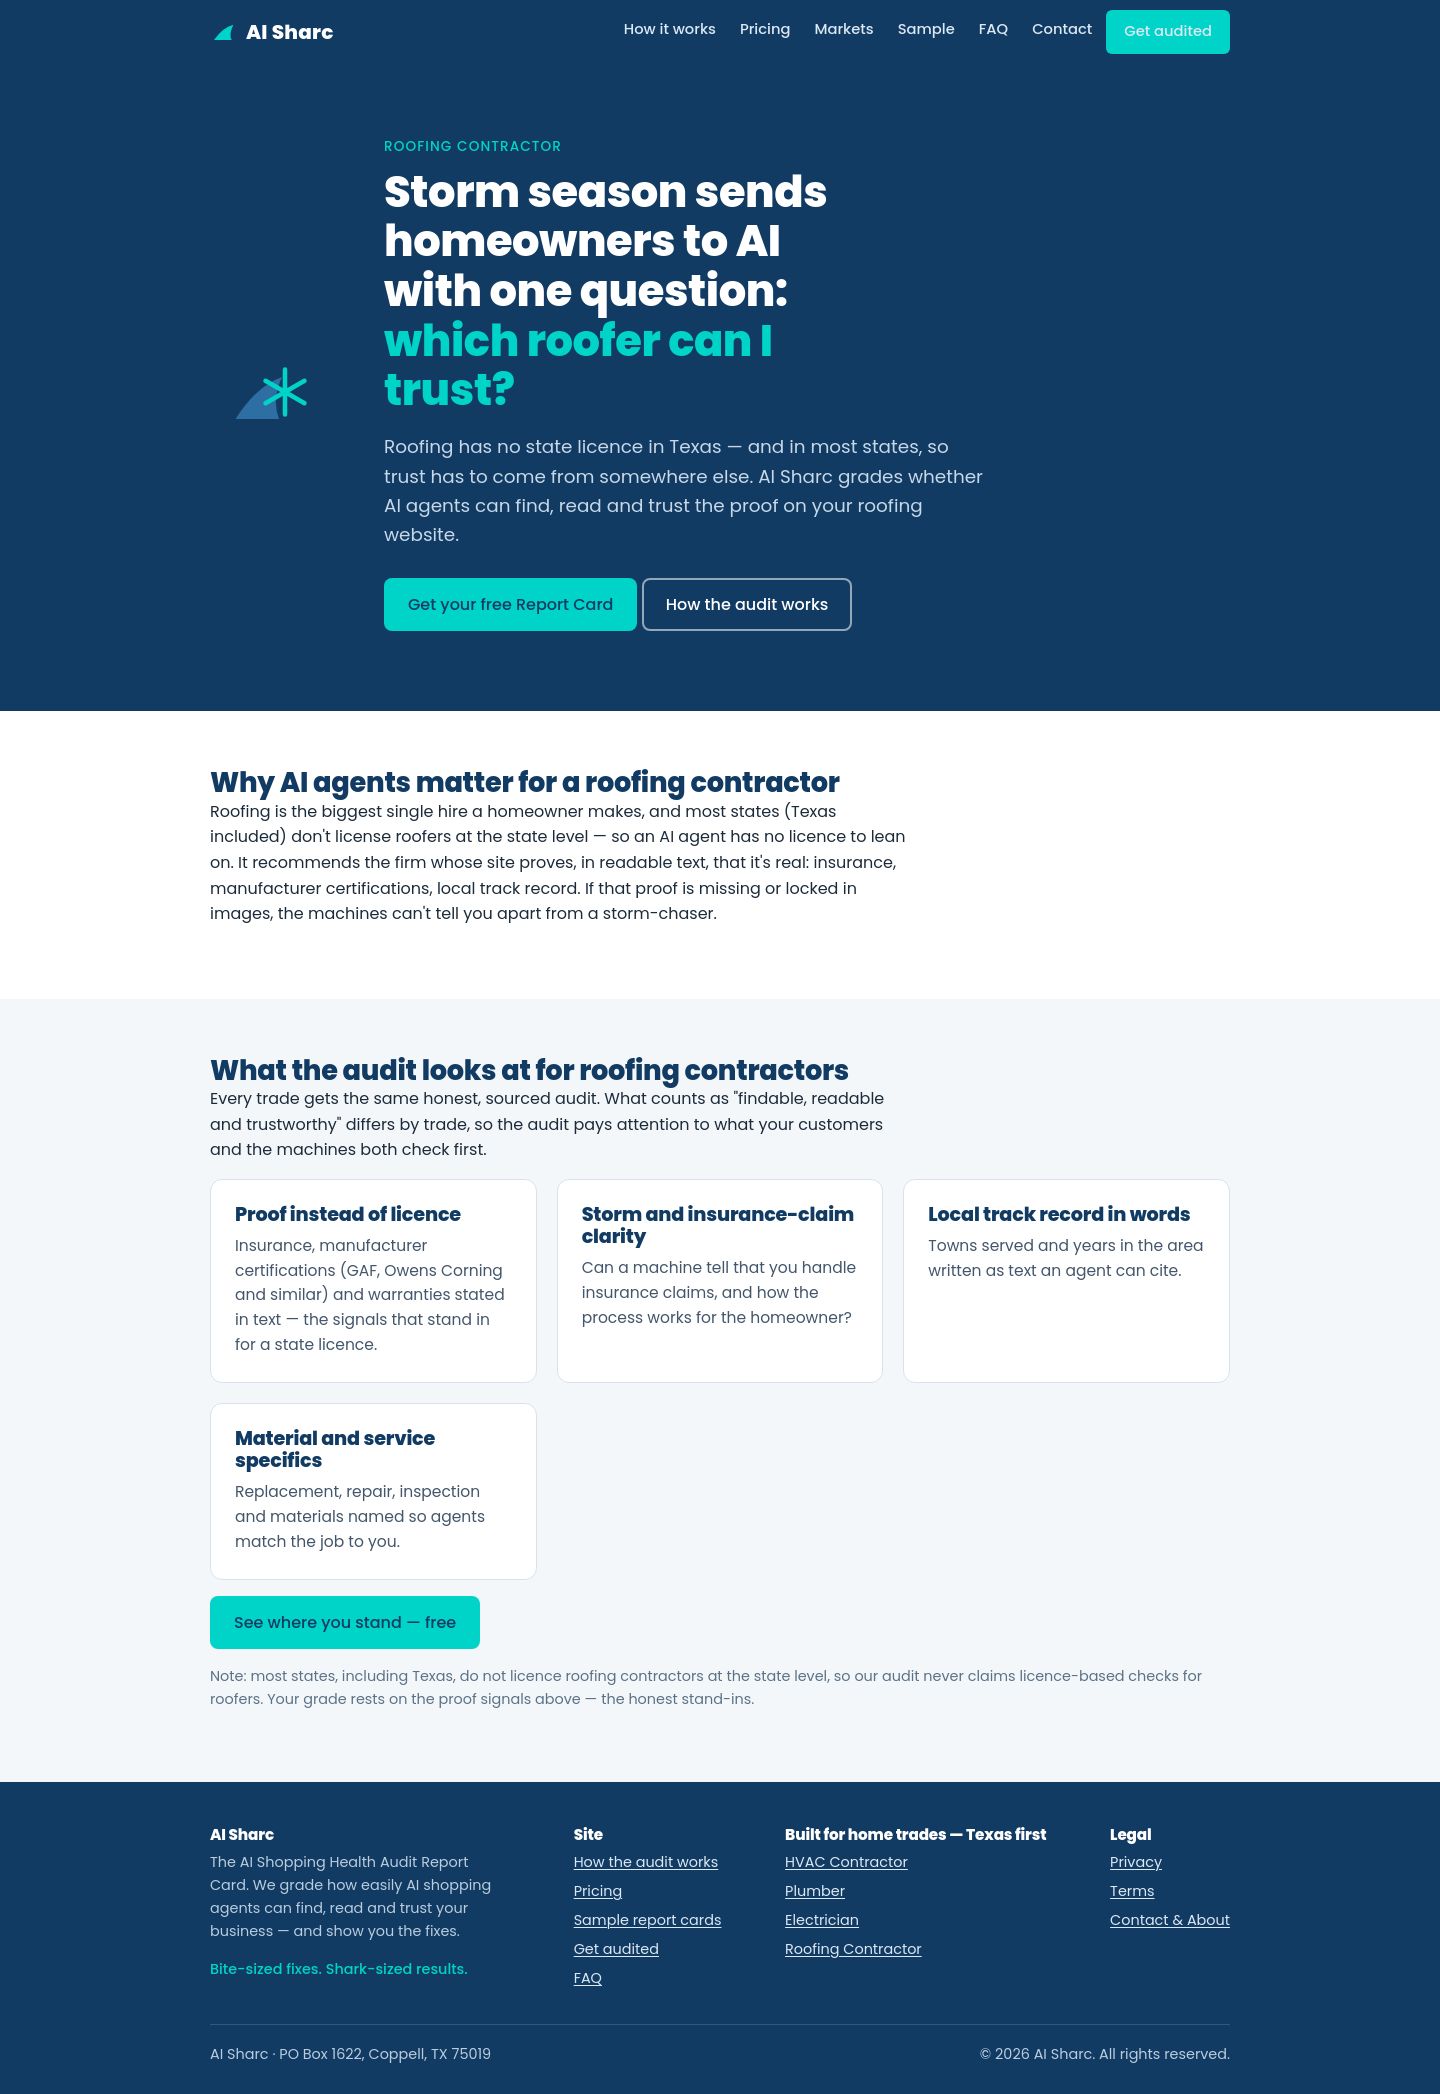 AI Sharc
How it works
Pricing
Markets
Sample
FAQ
Contact
Get audited
ROOFING CONTRACTOR
Storm season sends
homeowners to AI
with one question:
which roofer can I
trust?
Roofing has no state licence in Texas — and in most states, so
trust has to come from somewhere else. AI Sharc grades whether
AI agents can find, read and trust the proof on your roofing
website.
Get your free Report Card
How the audit works
Why AI agents matter for a roofing contractor
Roofing is the biggest single hire a homeowner makes, and most states (Texas
included) don't license roofers at the state level — so an AI agent has no licence to lean
on. It recommends the firm whose site proves, in readable text, that it's real: insurance,
manufacturer certifications, local track record. If that proof is missing or locked in
images, the machines can't tell you apart from a storm-chaser.
What the audit looks at for roofing contractors
Every trade gets the same honest, sourced audit. What counts as "findable, readable
and trustworthy" differs by trade, so the audit pays attention to what your customers
and the machines both check first.
Proof instead of licence
Insurance, manufacturer
certifications (GAF, Owens Corning
and similar) and warranties stated
in text — the signals that stand in
for a state licence.
Storm and insurance-claim
clarity
Can a machine tell that you handle
insurance claims, and how the
process works for the homeowner?
Local track record in words
Towns served and years in the area
written as text an agent can cite.
Material and service
specifics
Replacement, repair, inspection
and materials named so agents
match the job to you.
See where you stand — free
Note: most states, including Texas, do not licence roofing contractors at the state level, so our audit never claims licence-based checks for
roofers. Your grade rests on the proof signals above — the honest stand-ins.
AI Sharc
The AI Shopping Health Audit Report
Card. We grade how easily AI shopping
agents can find, read and trust your
business — and show you the fixes.
Bite-sized fixes. Shark-sized results.
Site
How the audit works
Pricing
Sample report cards
Get audited
FAQ
Built for home trades — Texas first
HVAC Contractor
Plumber
Electrician
Roofing Contractor
Legal
Privacy
Terms
Contact & About
AI Sharc · PO Box 1622, Coppell, TX 75019
© 2026 AI Sharc. All rights reserved.